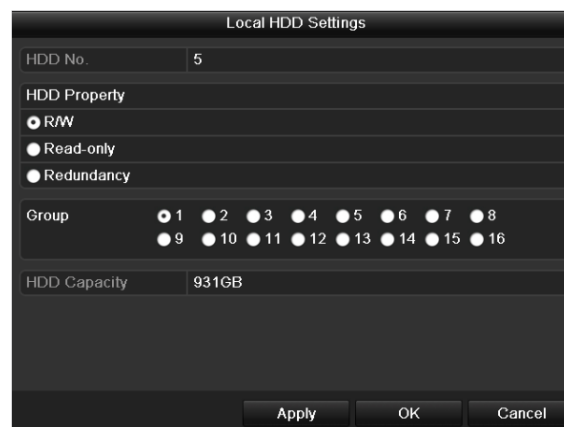 Local HDD Settings
HDD No. 5
HDD Property
R/W
Read-only
Redundancy
Group 1 2 3 4 5 6 7 8
9 10 11 12 13 14 15 16
HDD Capacity 931GB
Apply OK Cancel